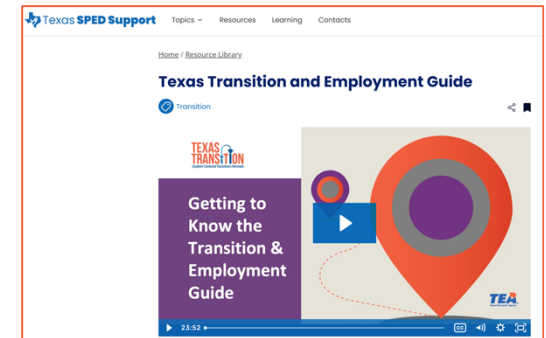 Texas SPED Support Topics Resources Learning Contacts
Home / Resource Library
Texas Transition and Employment Guide
Transition
TEXAS
TRANSITION
Getting to
Know the
Transition &
Employment
Guide
TEA
23:52
CC